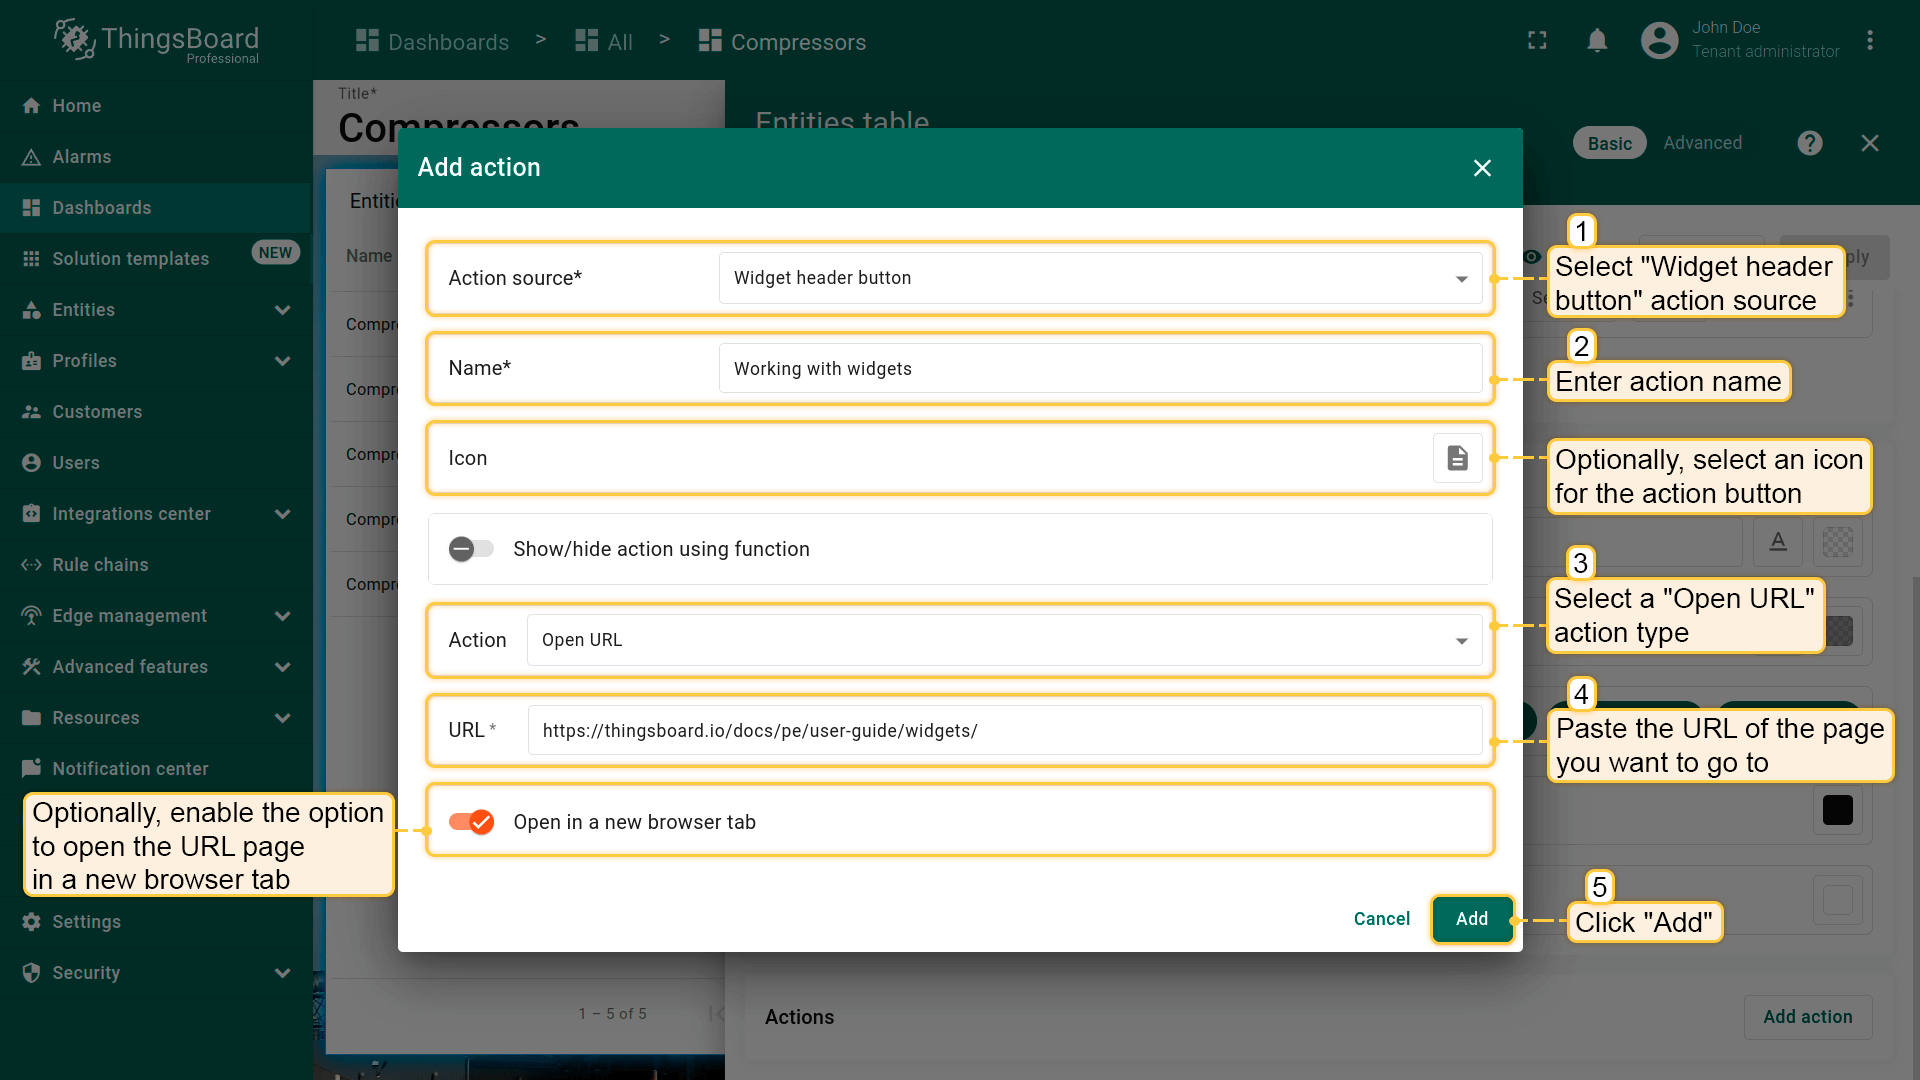 ThingsBoard
Professional
Dashboards > All > Compressors
John Doe
Tenant administrator
Home
Alarms
Dashboards
Solution templates NEW
Entities
Profiles
Customers
Users
Integrations center
Rule chains
Edge management
Advanced features
Resources
Notification center
Settings
Security
Title*
Compressors
Entities table
Basic
Advanced
Name
1 – 5 of 5
Add action
Action source*
Widget header button
Name*
Working with widgets
Icon
Show/hide action using function
Action
Open URL
URL *
https://thingsboard.io/docs/pe/user-guide/widgets/
Open in a new browser tab
Cancel
Add
1
Select "Widget header
button" action source
2
Enter action name
Optionally, select an icon
for the action button
3
Select a "Open URL"
action type
4
Paste the URL of the page
you want to go to
Optionally, enable the option
to open the URL page
in a new browser tab
5
Click "Add"
Actions
Add action